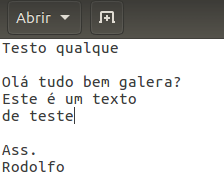 Abrir
Testo qualque

Olá tudo bem galera?
Este é um texto
de teste

Ass.
Rodolfo